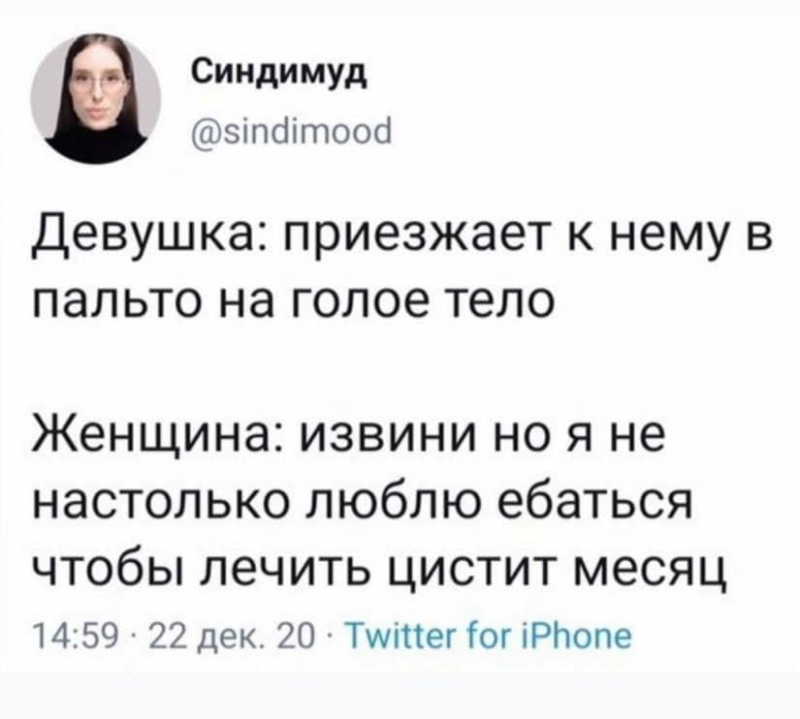 Синдимуд
@sindimood
Девушка: приезжает к нему в
пальто на голое тело
Женщина: извини но я не
настолько люблю ебаться
чтобы лечить цистит месяц
14:59 · 22 дек. 20 · Twitter for iPhone